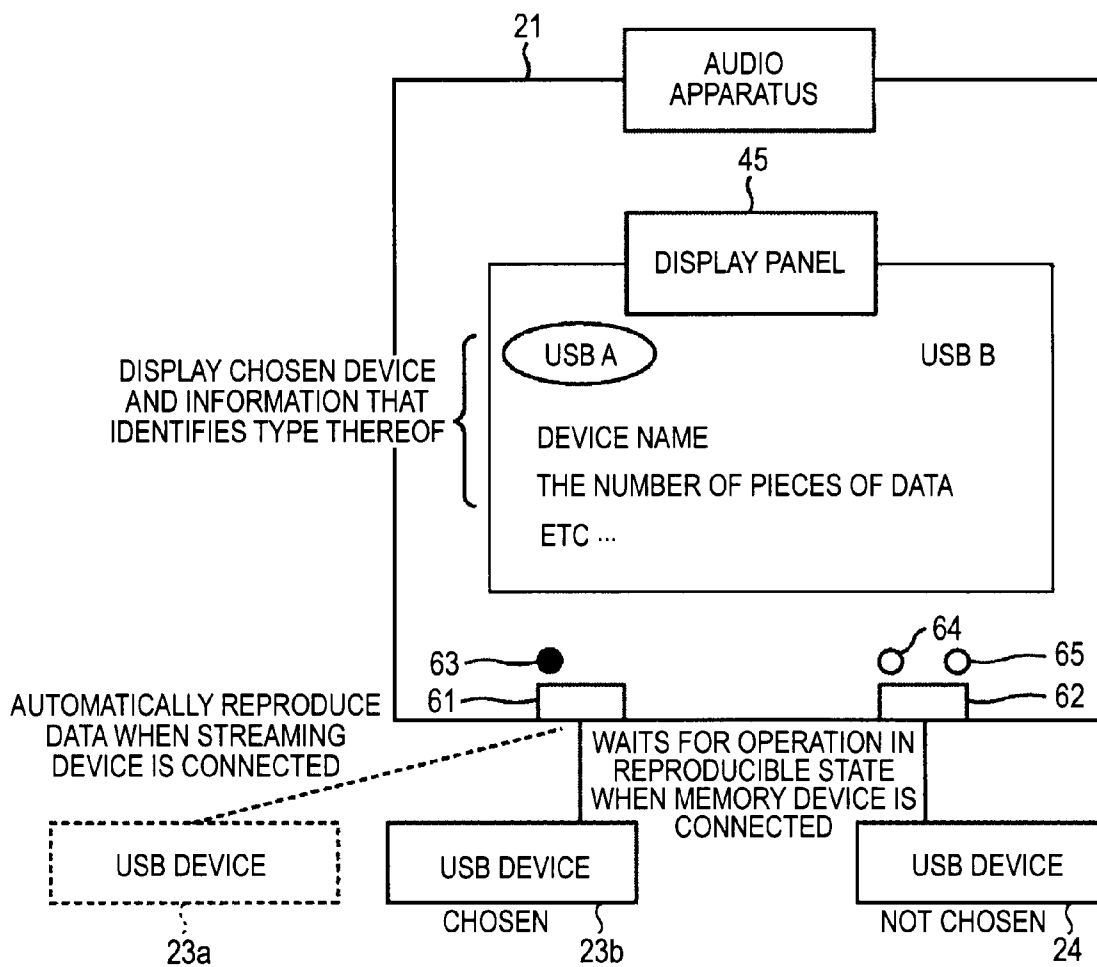 21
AUDIO
APPARATUS
45
DISPLAY PANEL
USB A
USB B
DISPLAY CHOSEN DEVICE
AND INFORMATION THAT
IDENTIFIES TYPE THEREOF
DEVICE NAME
THE NUMBER OF PIECES OF DATA
ETC ...
63
64
65
61
62
AUTOMATICALLY REPRODUCE
DATA WHEN STREAMING
DEVICE IS CONNECTED
WAITS FOR OPERATION IN
REPRODUCIBLE STATE
WHEN MEMORY DEVICE IS
CONNECTED
USB DEVICE
USB DEVICE
USB DEVICE
CHOSEN
NOT CHOSEN
23a
23b
24